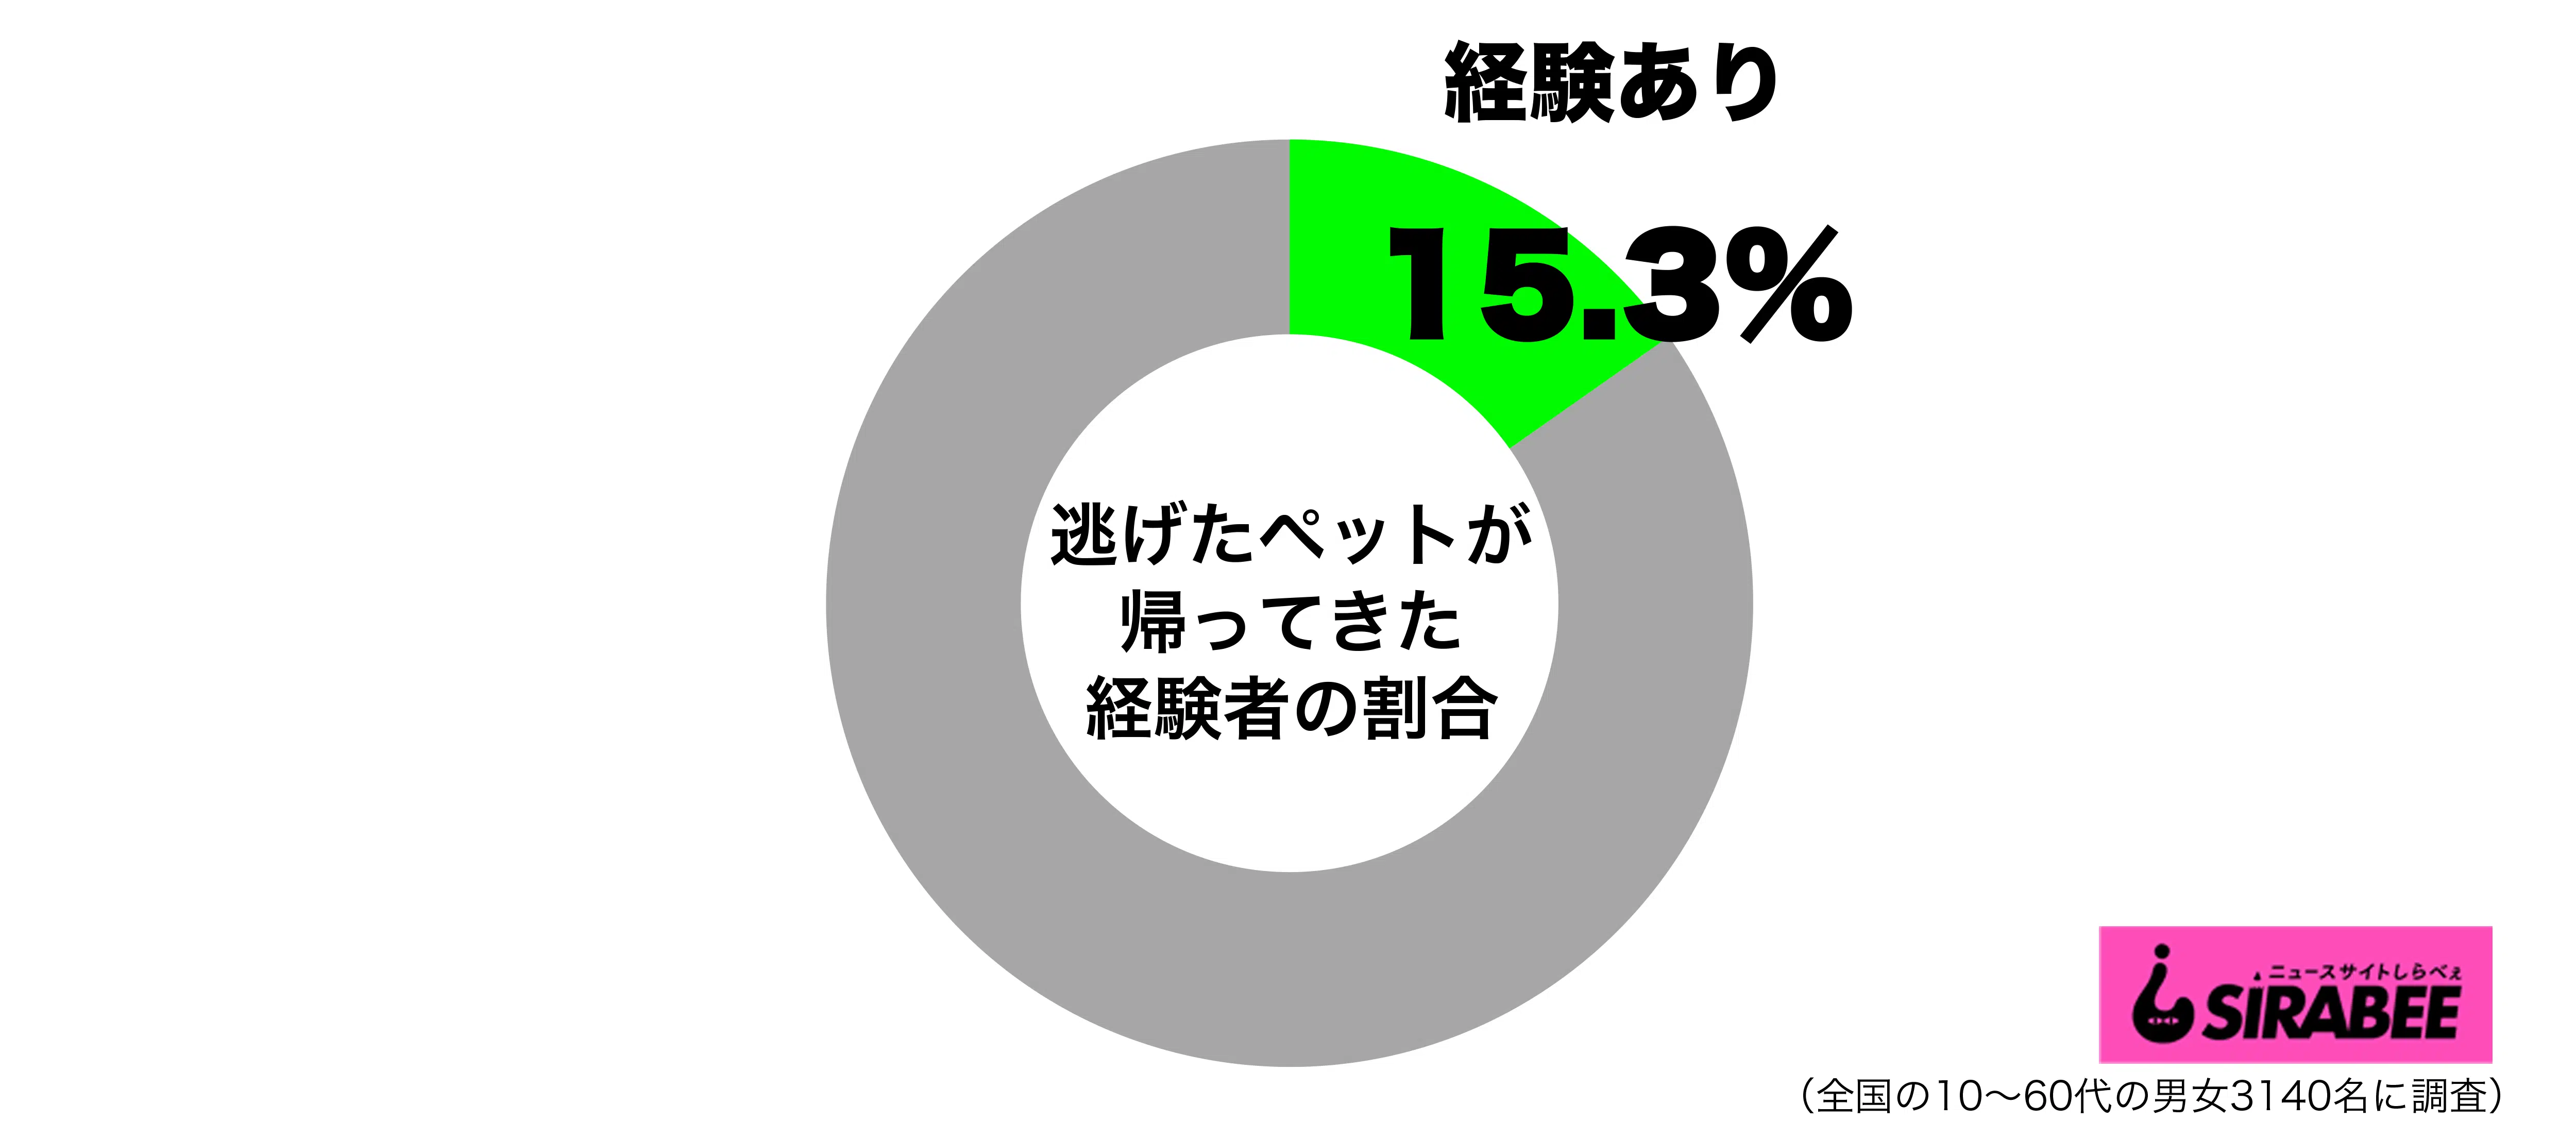 経験あり
15.3%
逃げたペットが
帰ってきた
経験者の割合
ニュースサイトしらべぇ
SiRABEE
（全国の10〜60代の男女3140名に調査）